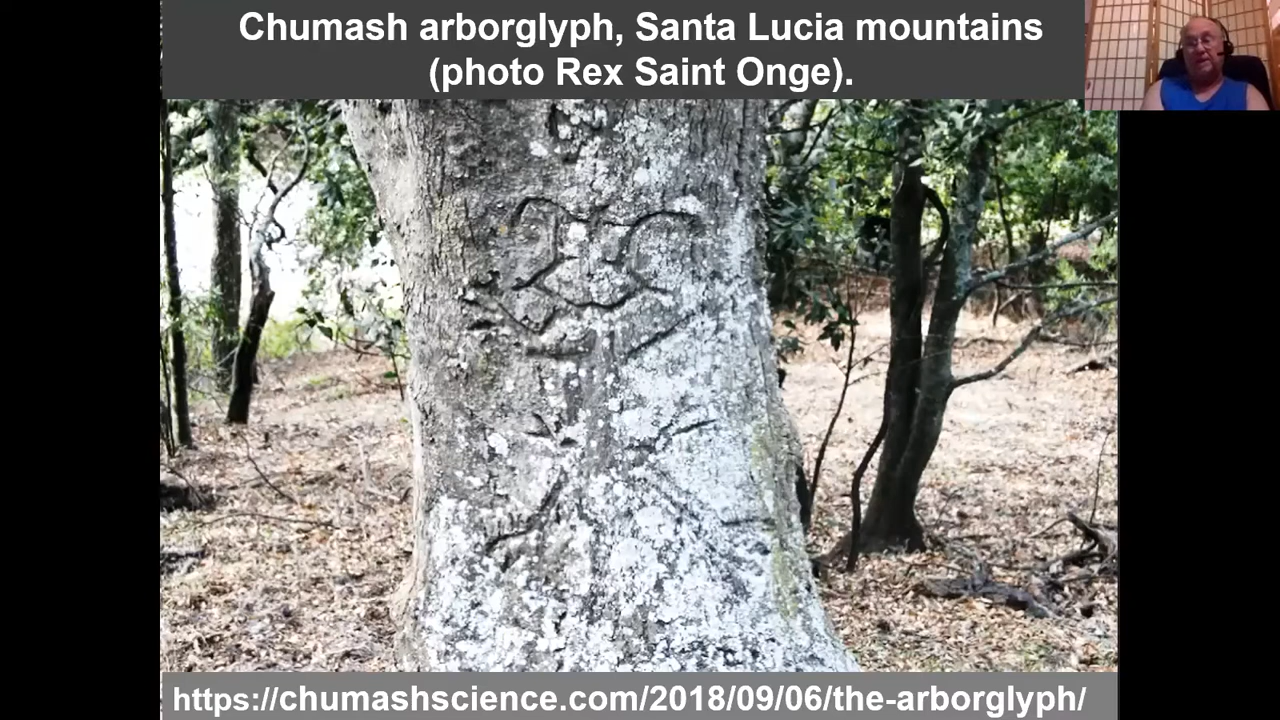 Chumash arborglyph, Santa Lucia mountains
(photo Rex Saint Onge).
https://chumashscience.com/2018/09/06/the-arborglyph/